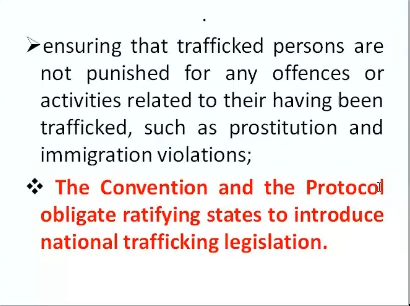 .
➢ensuring that trafficked persons are
not punished for any offences or
activities related to their having been
trafficked, such as prostitution and
immigration violations;
❖ The Convention and the Protocol
obligate ratifying states to introduce
national trafficking legislation.